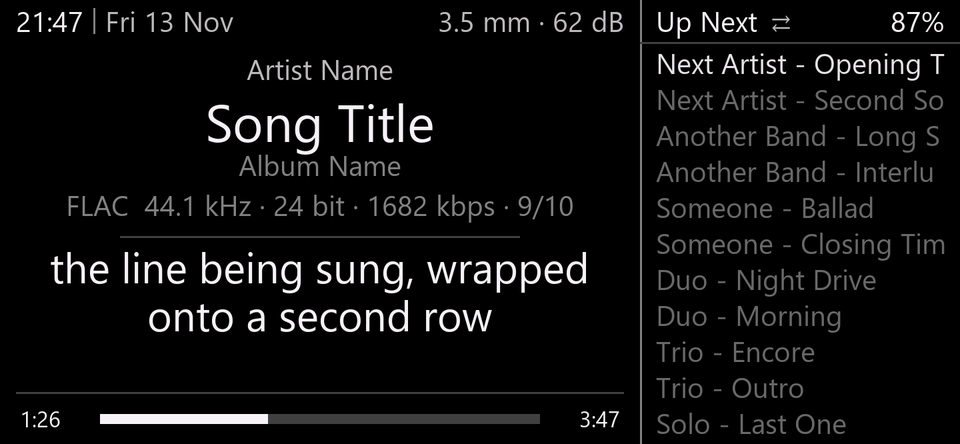 21:47 | Fri 13 Nov
3.5 mm · 62 dB
Artist Name
Song Title
Album Name
FLAC 44.1 kHz · 24 bit · 1682 kbps · 9/10
the line being sung, wrapped
onto a second row
1:26
3:47
Up Next ⇄
87%
Next Artist - Opening T
Next Artist - Second So
Another Band - Long S
Another Band - Interlu
Someone - Ballad
Someone - Closing Tim
Duo - Night Drive
Duo - Morning
Trio - Encore
Trio - Outro
Solo - Last One